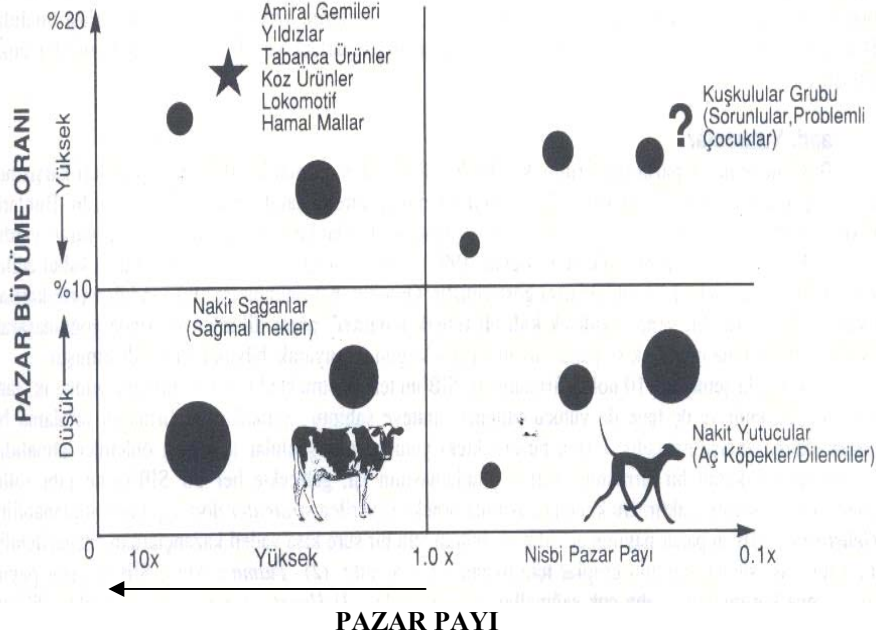 %20
Amiral Gemileri
Yıldızlar
Tabanca Ürünler
Koz Ürünler
Lokomotif
Hamal Mallar
?
Kuşkulular Grubu
(Sorunlu,Problemli
Çocuklar)
PAZAR BÜYÜME ORANI
Yüksek
%10
Nakit Sağanlar
(Sağmal İnekler)
Düşük
Nakit Yutucular
(Aç Köpekler/Dilenciler)
0
10x
Yüksek
1.0 x
Nisbi Pazar Payı
0.1x
PAZAR PAYI